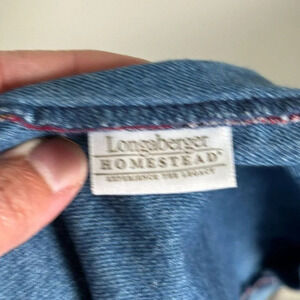 Longaberger
HOMESTEAD®
EXPERIENCE THE LEGACY